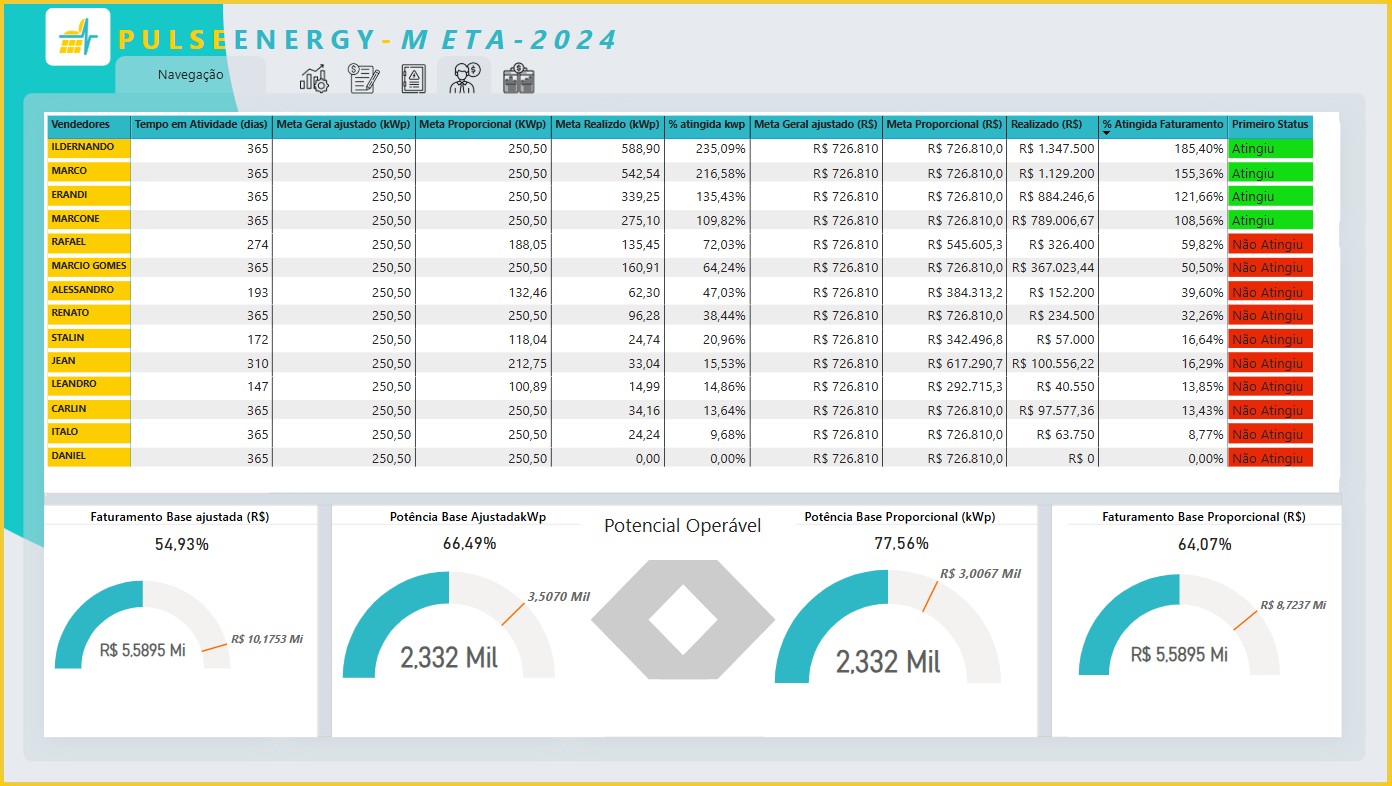 PULSEENERGY-META-2024
Navegação
Vendedores Tempo em Atividade (dias) Meta Geral ajustado (kWp) Meta Proporcional (KWp) Meta Realizdo (kWp) % atingida kwp Meta Geral ajustado (R$) Meta Proporcional (R$) Realizado (R$) % Atingida Faturamento Primeiro Status
ILDERNANDO 365 250,50 250,50 588,90 235,09% R$ 726.810 R$ 726.810,0 R$ 1.347.500 185,40% Atingiu
MARCO 365 250,50 250,50 542,54 216,58% R$ 726.810 R$ 726.810,0 R$ 1.129.200 155,36% Atingiu
ERANDI 365 250,50 250,50 339,25 135,43% R$ 726.810 R$ 726.810,0 R$ 884.246,6 121,66% Atingiu
MARCONE 365 250,50 250,50 275,10 109,82% R$ 726.810 R$ 726.810,0 R$ 789.006,67 108,56% Atingiu
RAFAEL 274 250,50 188,05 135,45 72,03% R$ 726.810 R$ 545.605,3 R$ 326.400 59,82% Não Atingiu
MARCIO GOMES 365 250,50 250,50 160,91 64,24% R$ 726.810 R$ 726.810,0 R$ 367.023,44 50,50% Não Atingiu
ALESSANDRO 193 250,50 132,46 62,30 47,03% R$ 726.810 R$ 384.313,2 R$ 152.200 39,60% Não Atingiu
RENATO 365 250,50 250,50 96,28 38,44% R$ 726.810 R$ 726.810,0 R$ 234.500 32,26% Não Atingiu
STALIN 172 250,50 118,04 24,74 20,96% R$ 726.810 R$ 342.496,8 R$ 57.000 16,64% Não Atingiu
JEAN 310 250,50 212,75 33,04 15,53% R$ 726.810 R$ 617.290,7 R$ 100.556,22 16,29% Não Atingiu
LEANDRO 147 250,50 100,89 14,99 14,86% R$ 726.810 R$ 292.715,3 R$ 40.550 13,85% Não Atingiu
CARLIN 365 250,50 250,50 34,16 13,64% R$ 726.810 R$ 726.810,0 R$ 97.577,36 13,43% Não Atingiu
ITALO 365 250,50 250,50 24,24 9,68% R$ 726.810 R$ 726.810,0 R$ 63.750 8,77% Não Atingiu
DANIEL 365 250,50 250,50 0,00 0,00% R$ 726.810 R$ 726.810,0 R$ 0 0,00% Não Atingiu
Faturamento Base ajustada (R$)
54,93%
R$ 10,1753 Mi
R$ 5,5895 Mi
Potência Base AjustadakWp
66,49%
3,5070 Mil
2,332 Mil
Potencial Operável
Potência Base Proporcional (kWp)
77,56%
R$ 3,0067 Mil
2,332 Mil
Faturamento Base Proporcional (R$)
64,07%
R$ 8,7237 Mi
R$ 5,5895 Mi